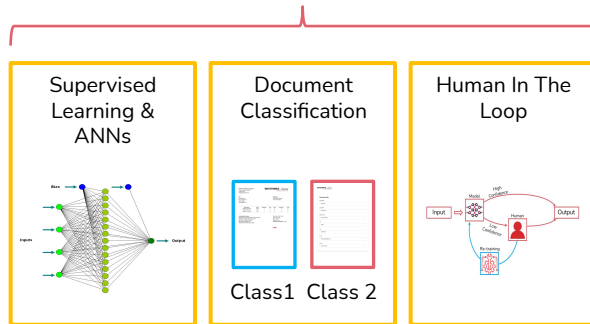 Supervised
Learning &
ANNs
Bias
Inputs
Output
Document
Classification
Class1
Class 2
Human In The
Loop
High
Confidence
Model
Input
Output
Human
Low
Confidence
Re-training